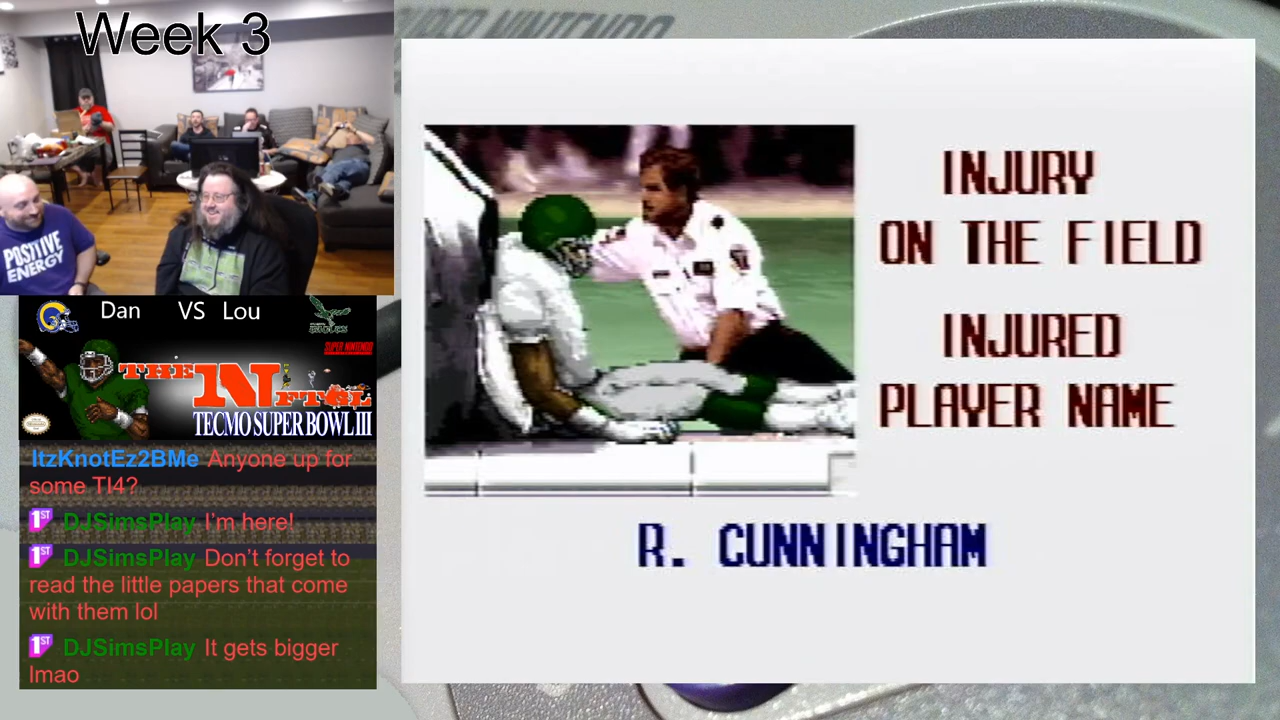 Week 3
SUPER NINTENDO
POSITIVE
ENERGY
Dan VS Lou
SUPER NINTENDO
THE NFTSL
TECMO SUPER BOWL III
ItzKnotEz2BMe Anyone up for
some TI4?
1ST DJSimsPlay I'm here!
1ST DJSimsPlay Don't forget to
read the little papers that come
with them lol
1ST DJSimsPlay It gets bigger
lmao
INJURY
ON THE FIELD
INJURED
PLAYER NAME
R. CUNNINGHAM